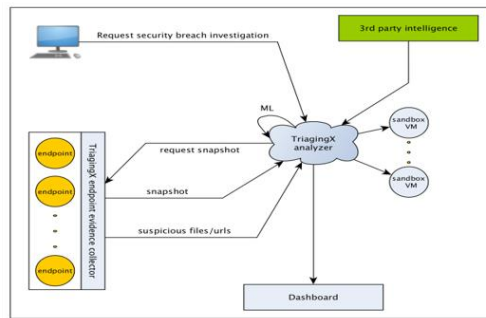 Request security breach investigation
3rd party intelligence
ML
TriagingX
analyzer
sandbox
VM
sandbox
VM
endpoint
endpoint
endpoint
TriagingX endpoint evidence collector
request snapshot
snapshot
suspicious files/urls
Dashboard